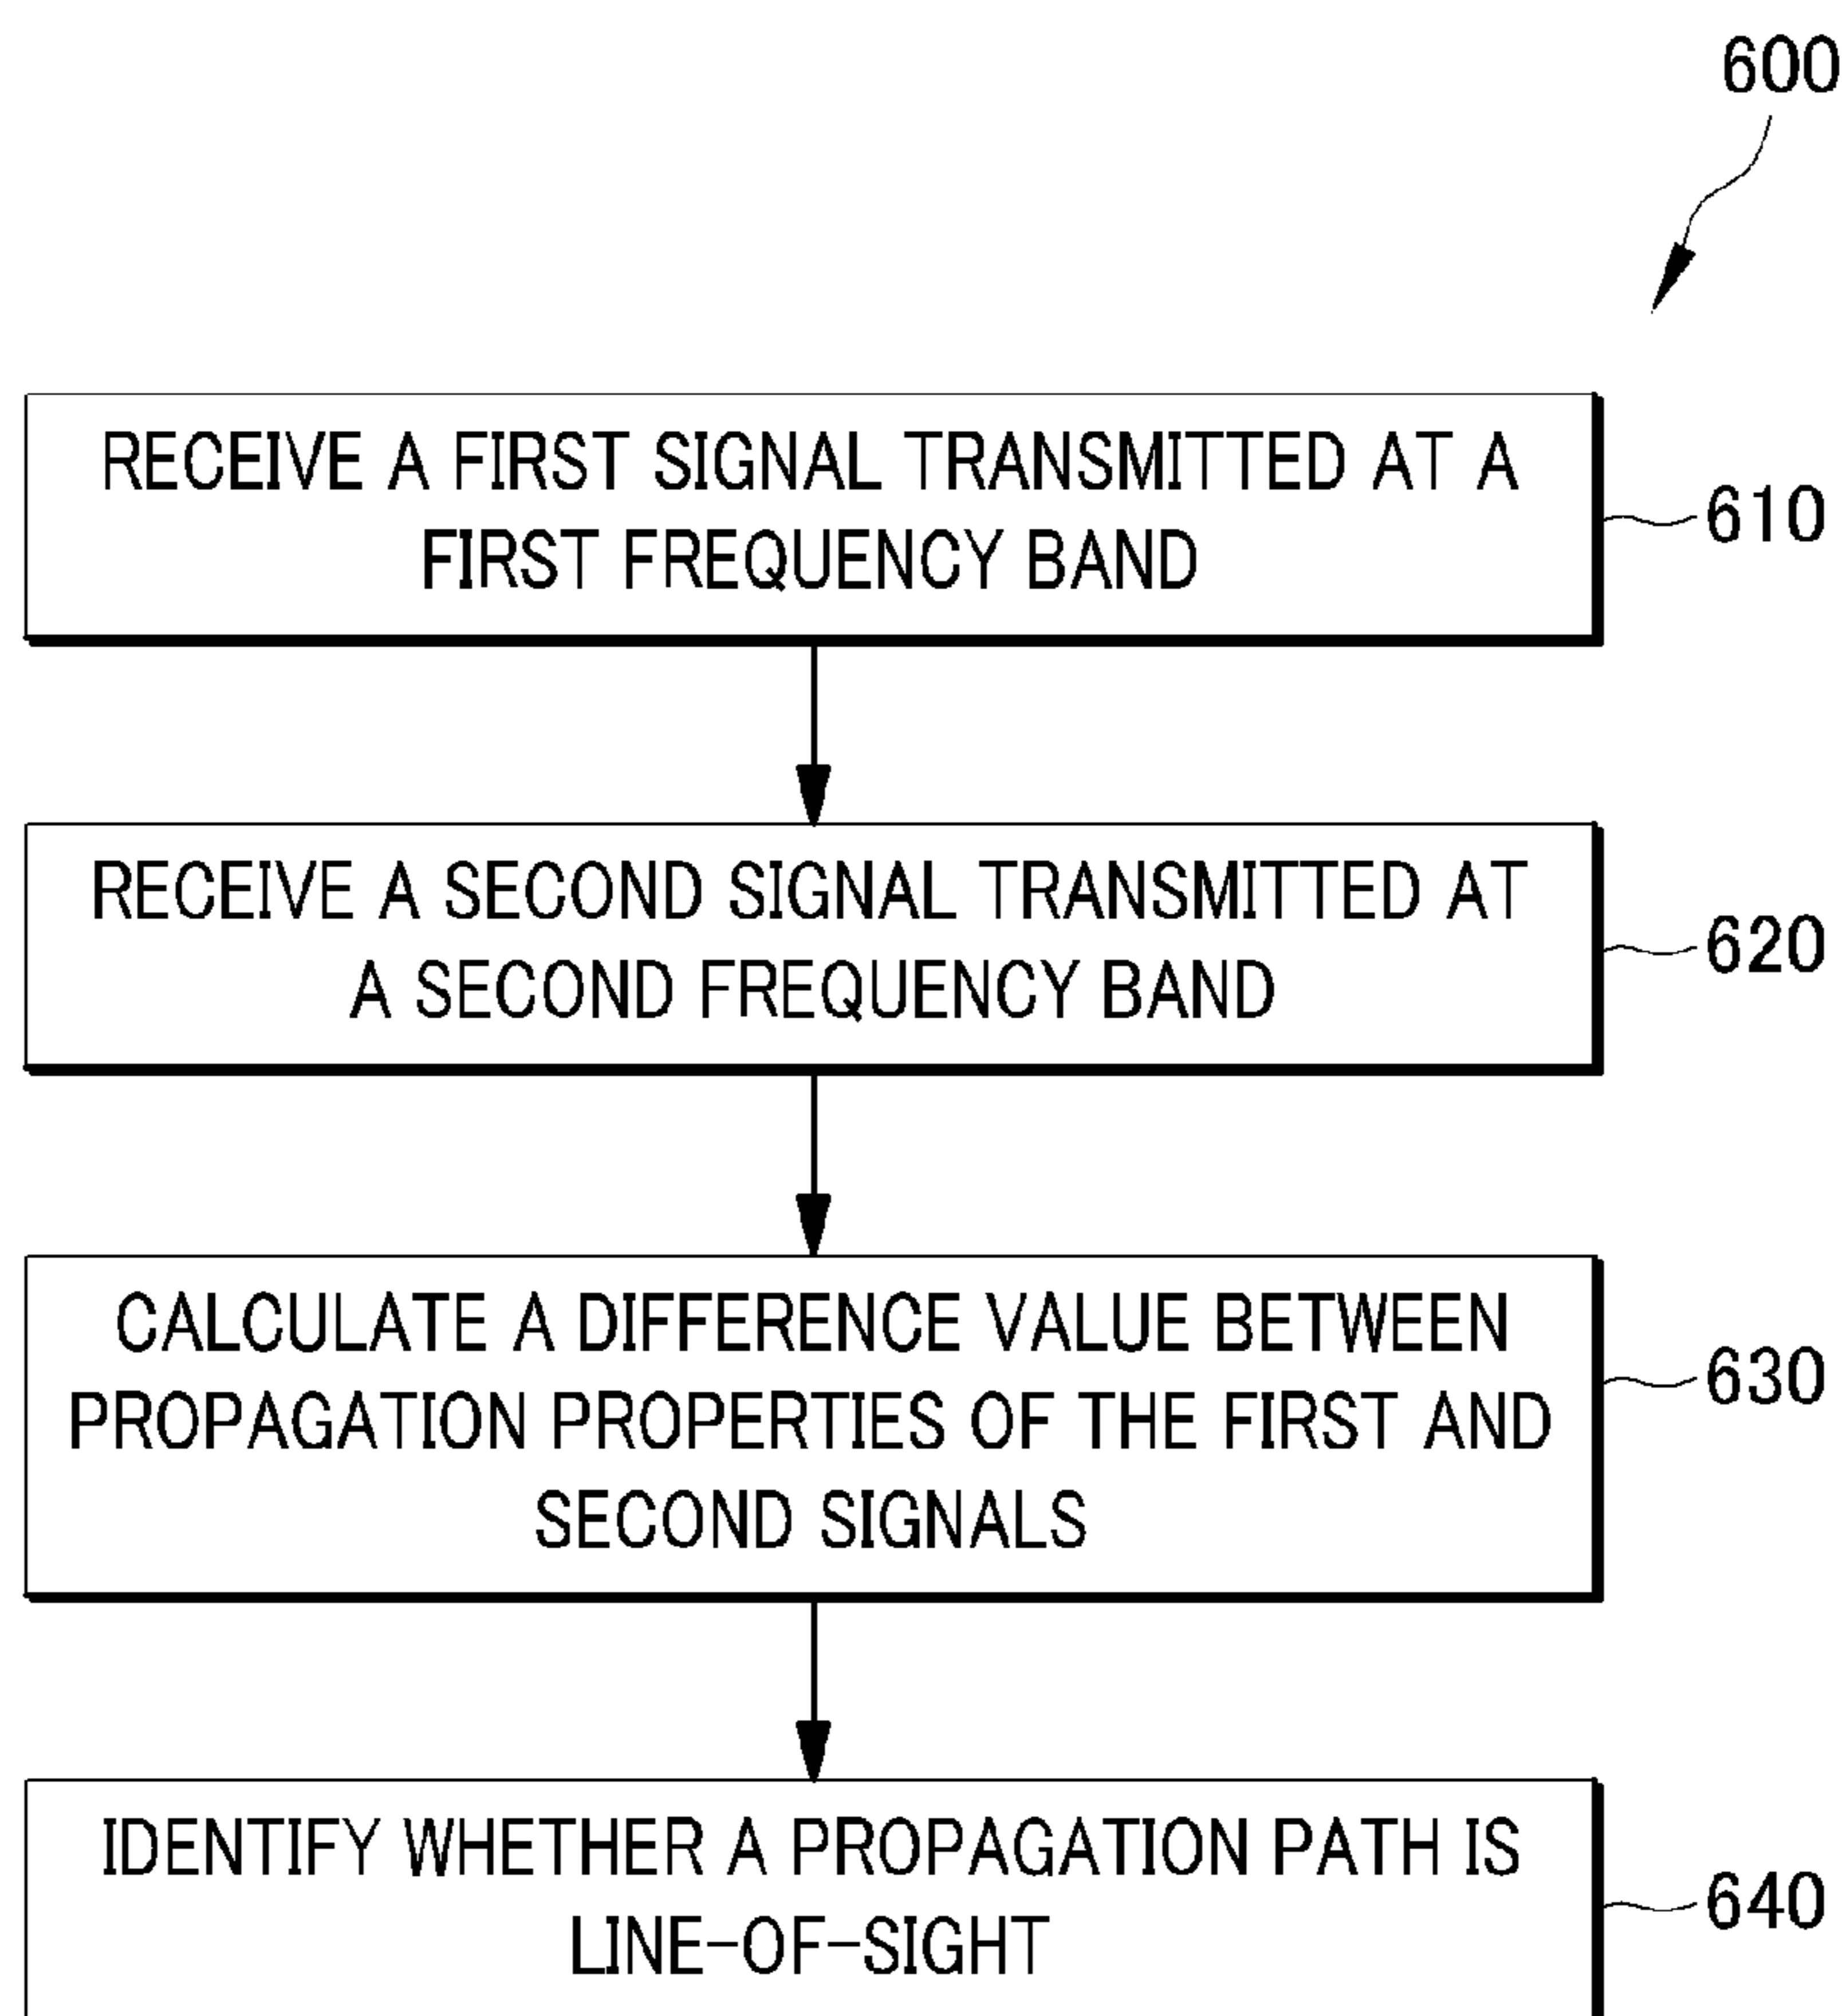 600
RECEIVE A FIRST SIGNAL TRANSMITTED AT A
FIRST FREQUENCY BAND
610
RECEIVE A SECOND SIGNAL TRANSMITTED AT
A SECOND FREQUENCY BAND
620
CALCULATE A DIFFERENCE VALUE BETWEEN
PROPAGATION PROPERTIES OF THE FIRST AND
SECOND SIGNALS
630
IDENTIFY WHETHER A PROPAGATION PATH IS
LINE-OF-SIGHT
640